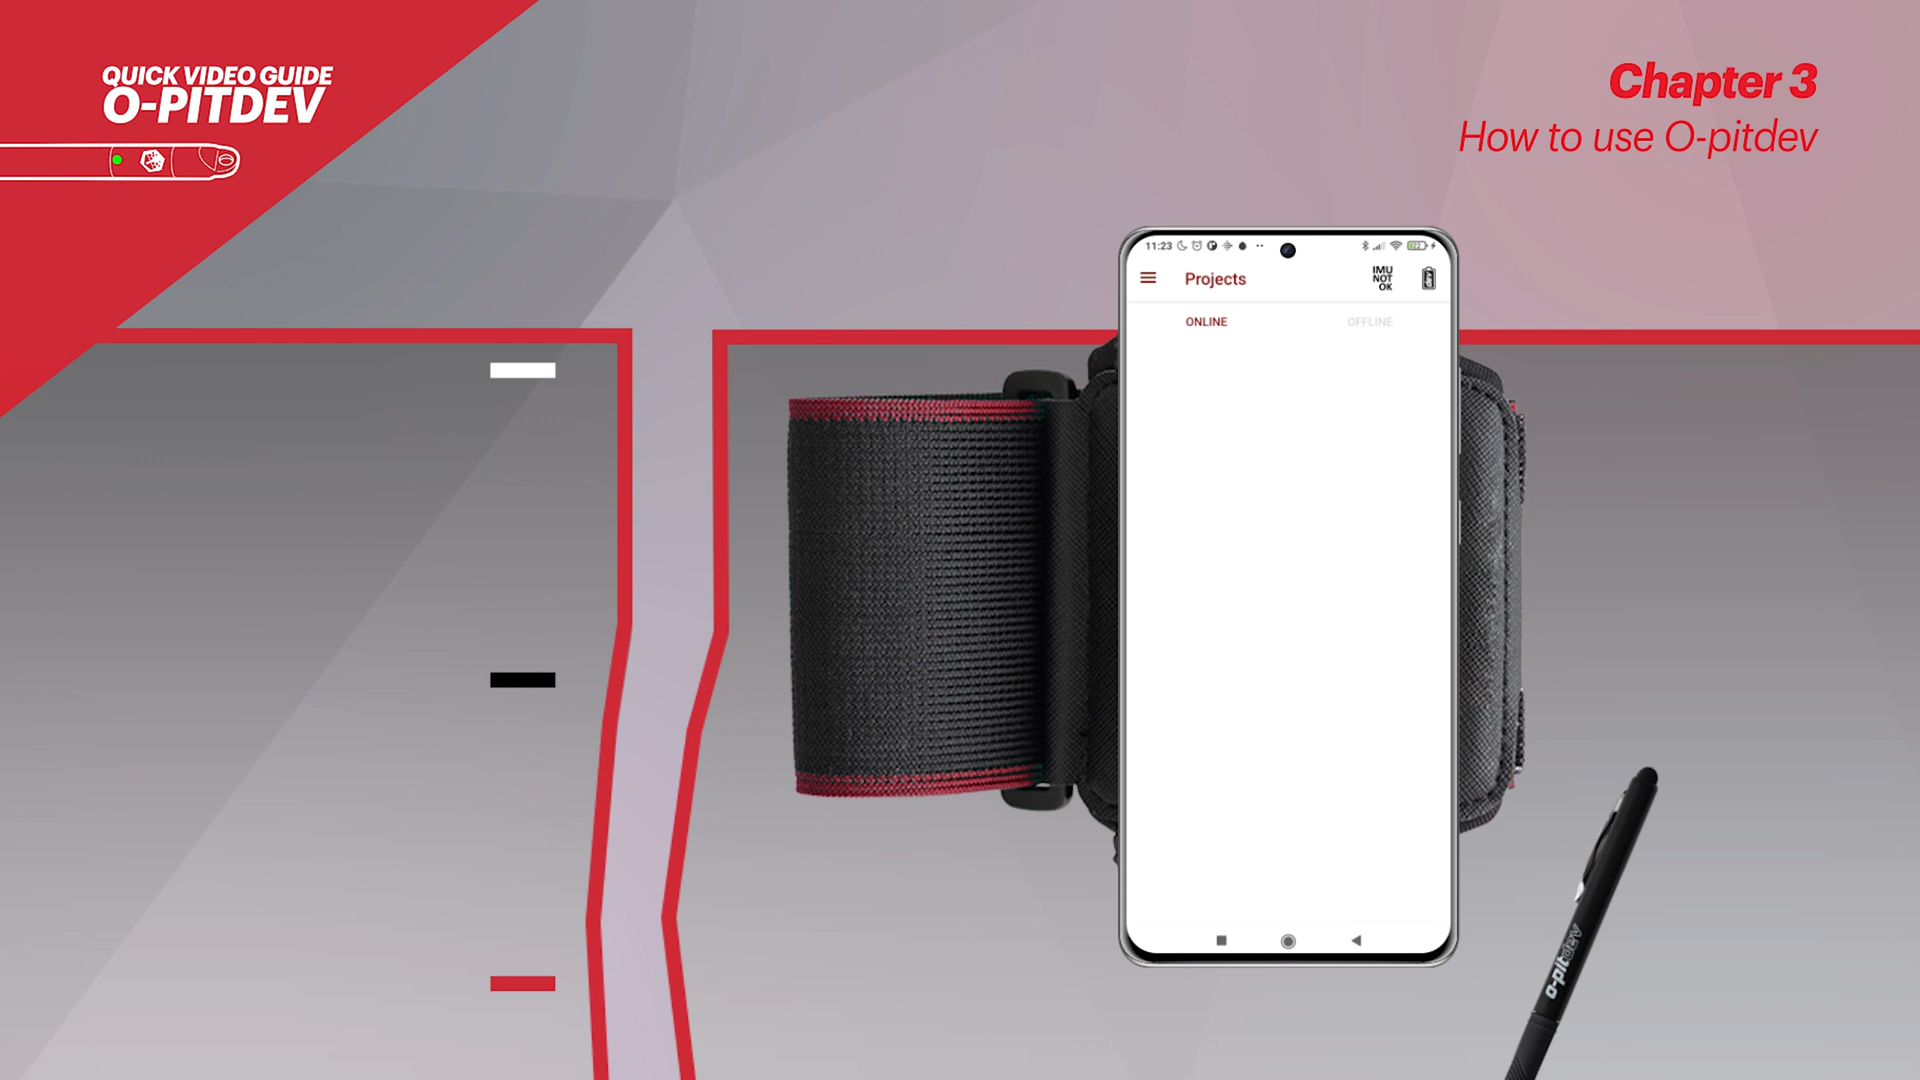 QUICK VIDEO GUIDE
O-PITDEV
Chapter 3
How to use O-pitdev
11:23
Projects
IMU
NOT
OK
ONLINE
OFFLINE
o-pitdev